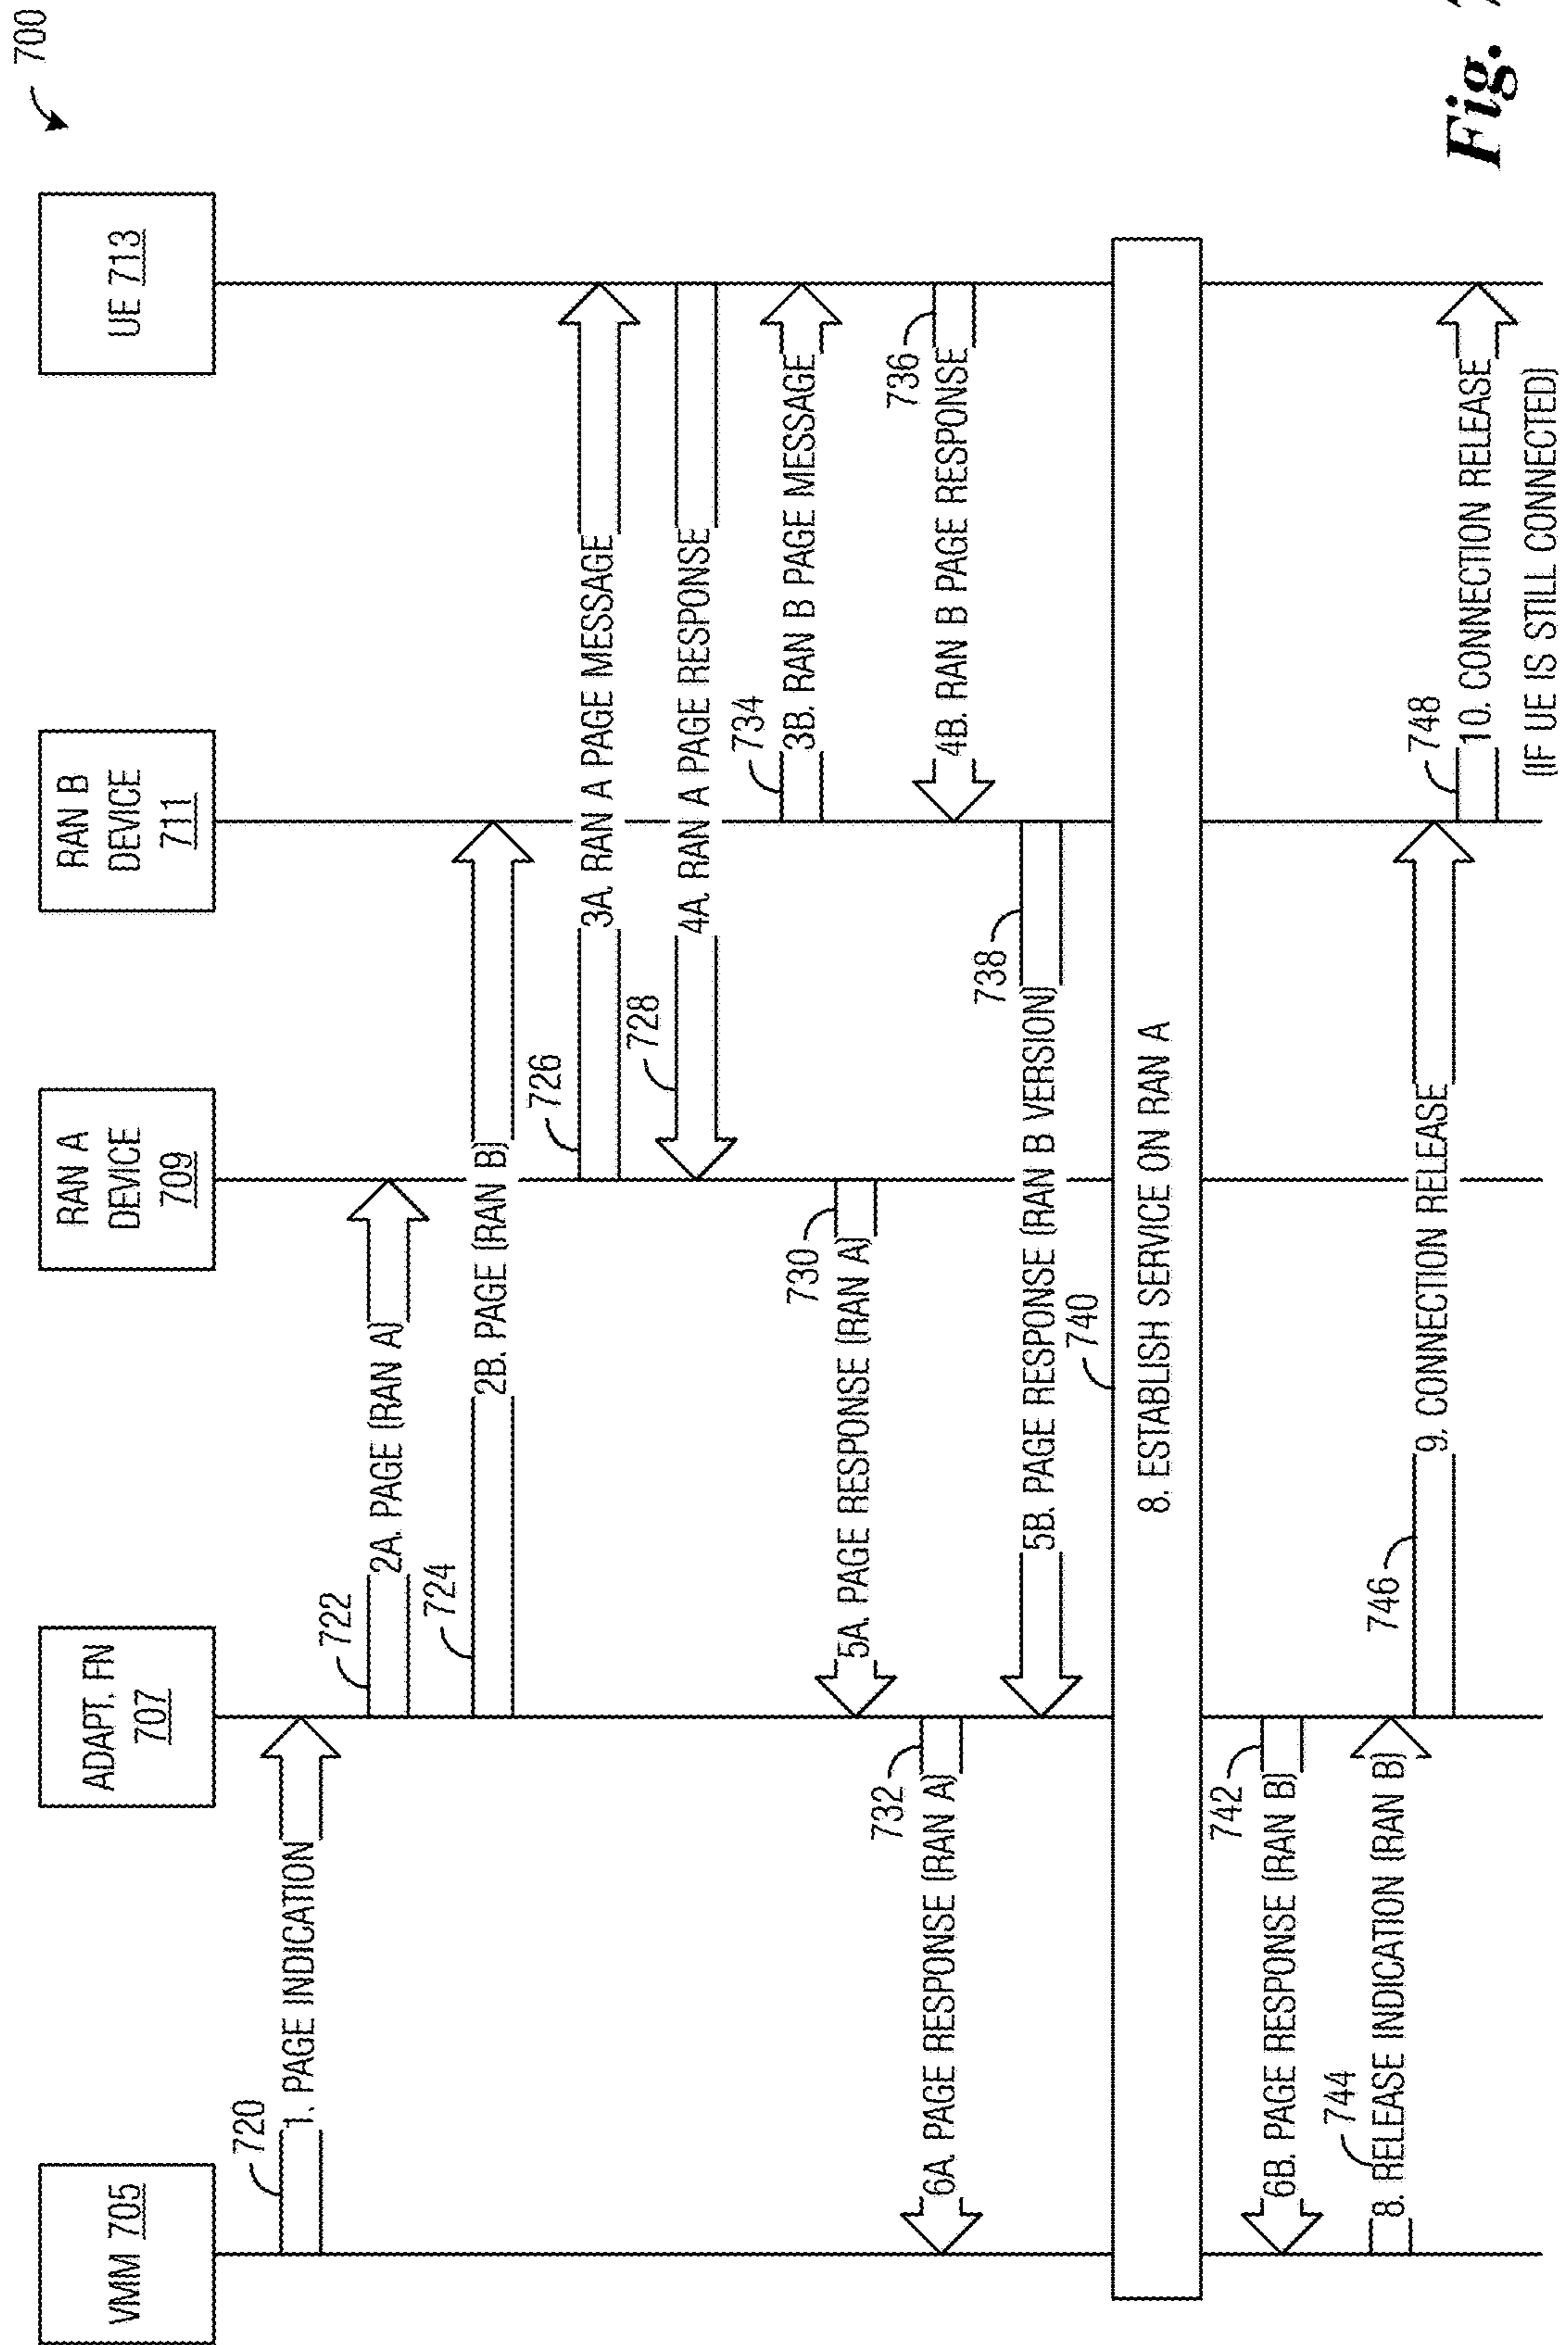 700
VMM 705
ADAPT. FN
707
RAN A
DEVICE
709
RAN B
DEVICE
711
UE 713
720
1. PAGE INDICATION
722
2A. PAGE (RAN A)
724
2B. PAGE (RAN B)
726
3A. RAN A PAGE MESSAGE
728
4A. RAN A PAGE RESPONSE
734
3B. RAN B PAGE MESSAGE
730
5A. PAGE RESPONSE (RAN A)
732
6A. PAGE RESPONSE (RAN A)
736
4B. RAN B PAGE RESPONSE
738
5B. PAGE RESPONSE (RAN B VERSION)
740
8. ESTABLISH SERVICE ON RAN A
742
6B. PAGE RESPONSE (RAN B)
744
8. RELEASE INDICATION (RAN B)
746
9. CONNECTION RELEASE
748
10. CONNECTION RELEASE
(IF UE IS STILL CONNECTED)
Fig.